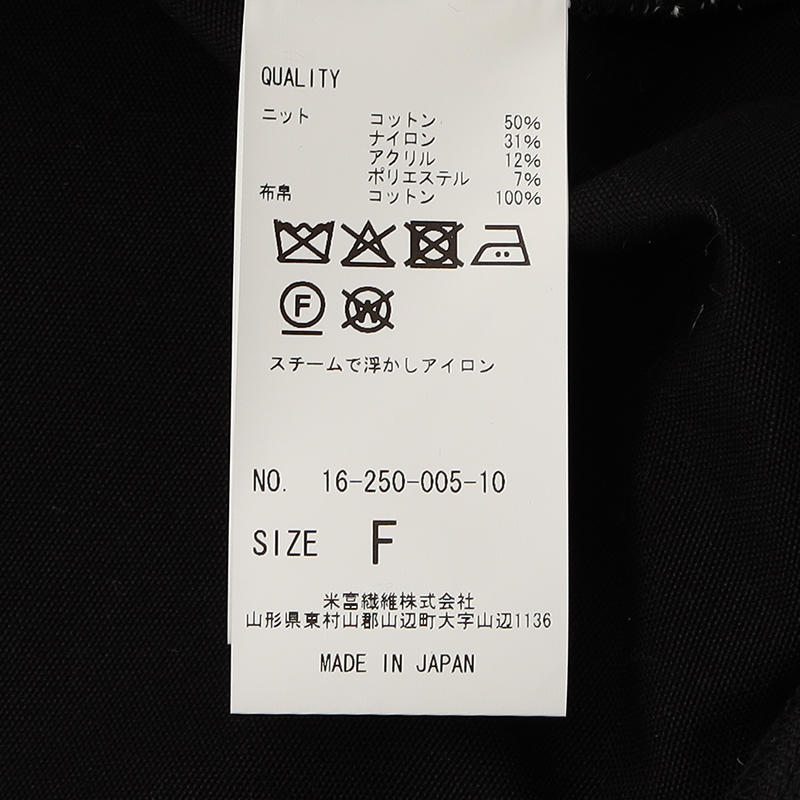 QUALITY
ニット コットン 50%
ナイロン 31%
アクリル 12%
ポリエステル 7%
布帛 コットン 100%
F W
スチームで浮かしアイロン
NO. 16-250-005-10
SIZE F
米富繊維株式会社
山形県東村山郡山辺町大字山辺1136
MADE IN JAPAN